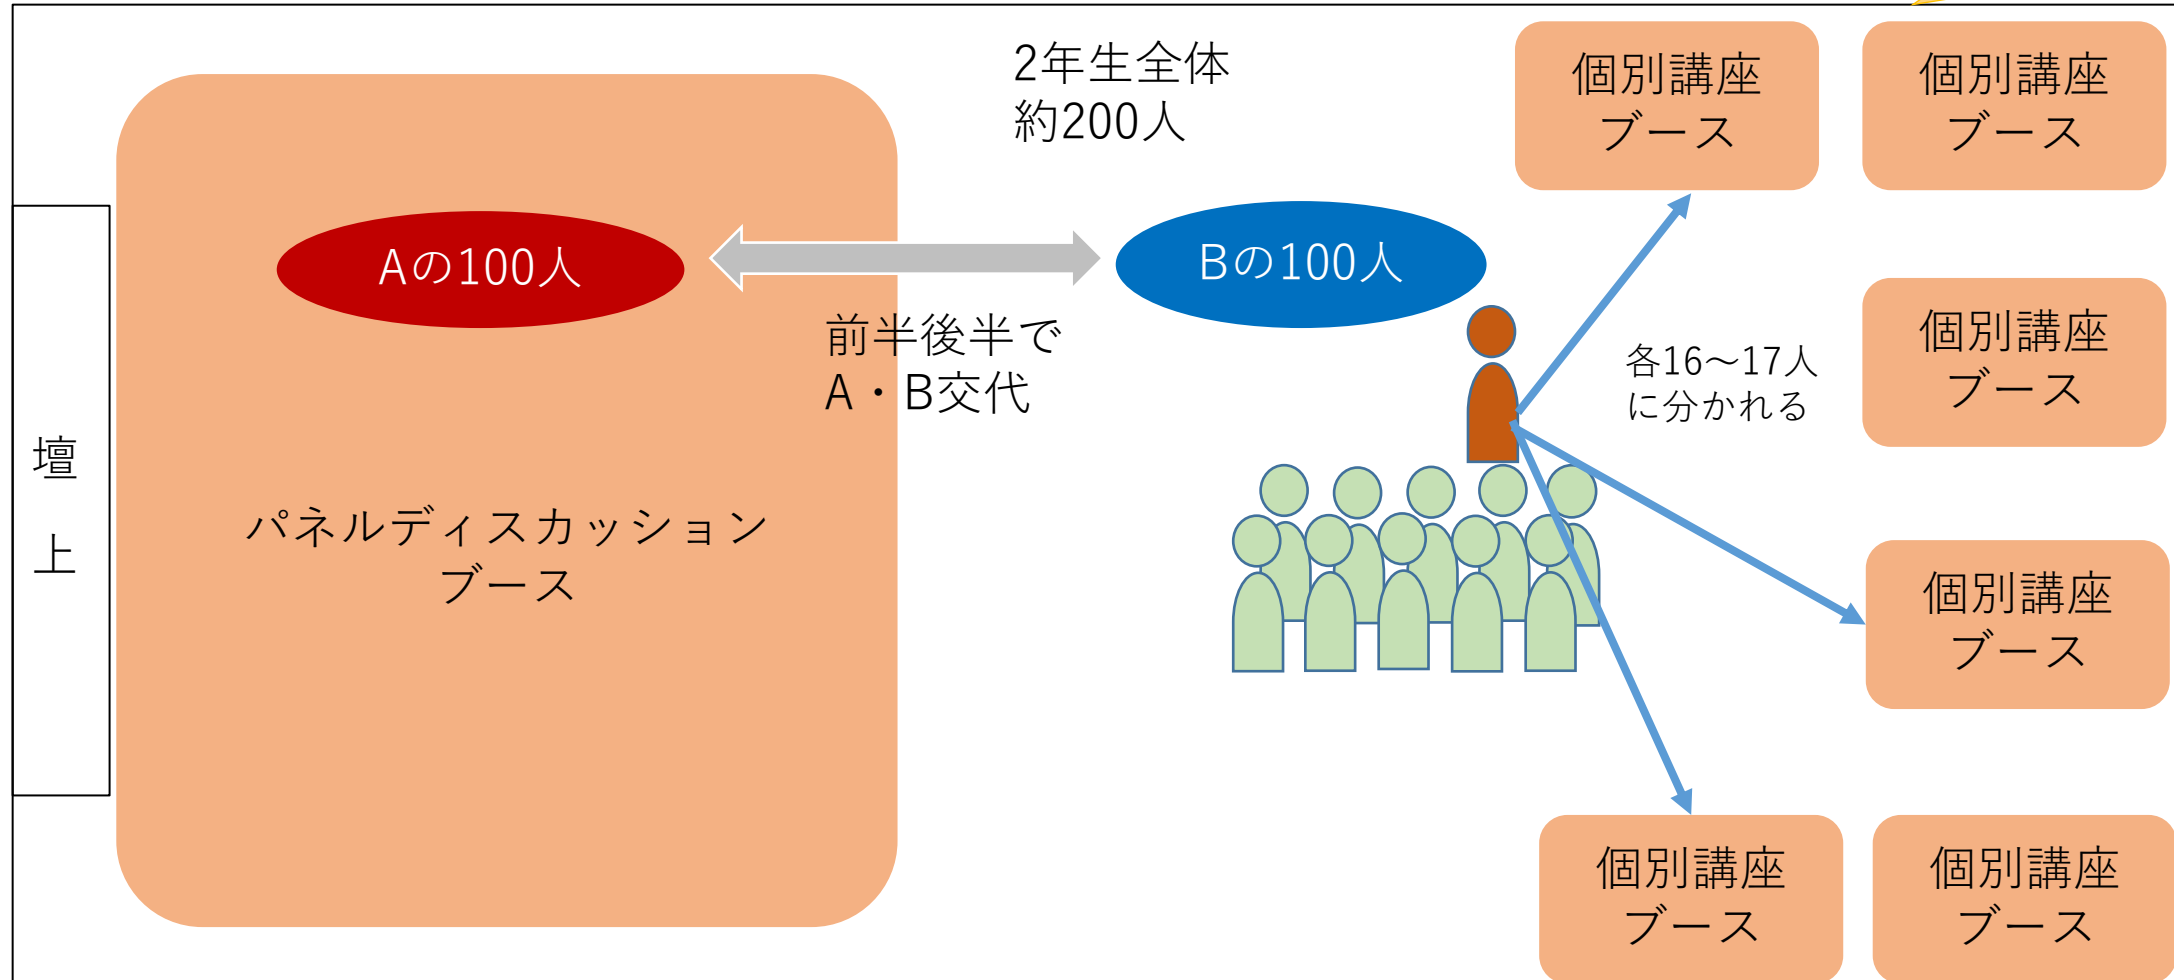 2年生全体
約200人
個別講座
ブース
個別講座
ブース
Aの100人
Bの100人
前半後半で
A・B交代
各16～17人
に分かれる
個別講座
ブース
壇
上
パネルディスカッション
ブース
個別講座
ブース
個別講座
ブース
個別講座
ブース